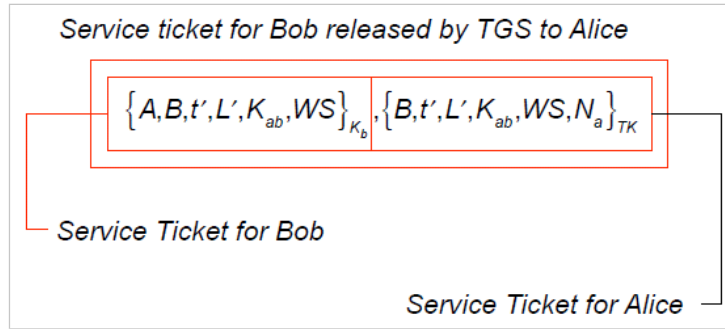 Service ticket for Bob released by TGS to Alice
{A,B,t′,L′,K_ab,WS}_K_b,{B,t′,L′,K_ab,WS,N_a}_TK
Service Ticket for Bob
Service Ticket for Alice